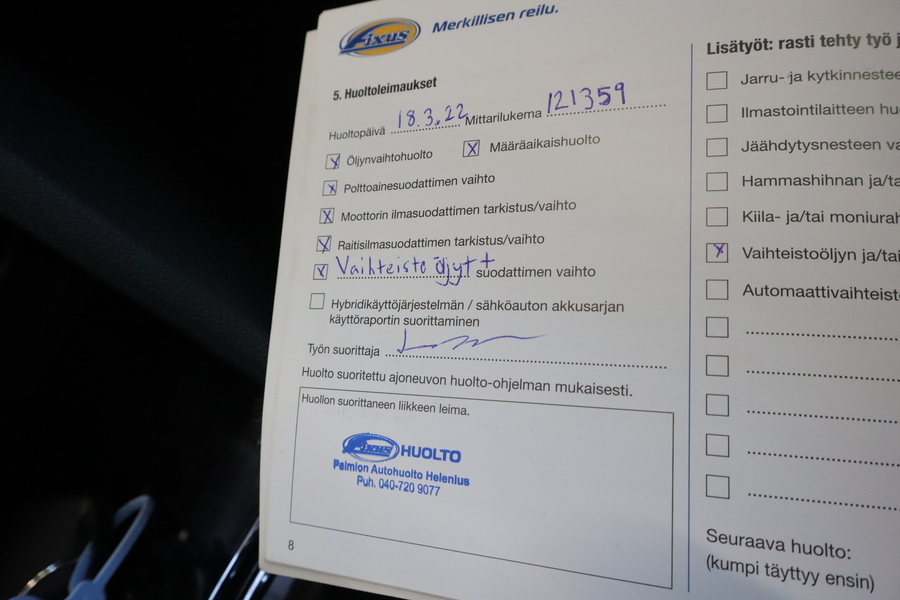 Fixus Merkillisen reilu.
5. Huoltoleimaukset
Huoltopäivä 18.3.22 Mittarilukema 121359
Öljynvaihtohuolto Määräaikaishuolto
Polttoainesuodattimen vaihto
Moottorin ilmasuodattimen tarkistus/vaihto
Raitisilmasuodattimen tarkistus/vaihto
Vaihteisto öljyt + suodattimen vaihto
Hybridikäyttöjärjestelmän / sähköauton akkusarjan
käyttöraportin suorittaminen
Työn suorittaja
Huolto suoritettu ajoneuvon huolto-ohjelman mukaisesti.
Huollon suorittaneen liikkeen leima.
Fixus HUOLTO
Paimion Autohuolto Helenius
Puh. 040-720 9077
8
Lisätyöt: rasti tehty työ j
Jarru- ja kytkinnestee
Ilmastointilaitteen hu
Jäähdytysnesteen va
Hammashihnan ja/ta
Kiila- ja/tai moniurah
Vaihteistoöljyn ja/tai
Automaattivaihteist
Seuraava huolto:
(kumpi täyttyy ensin)